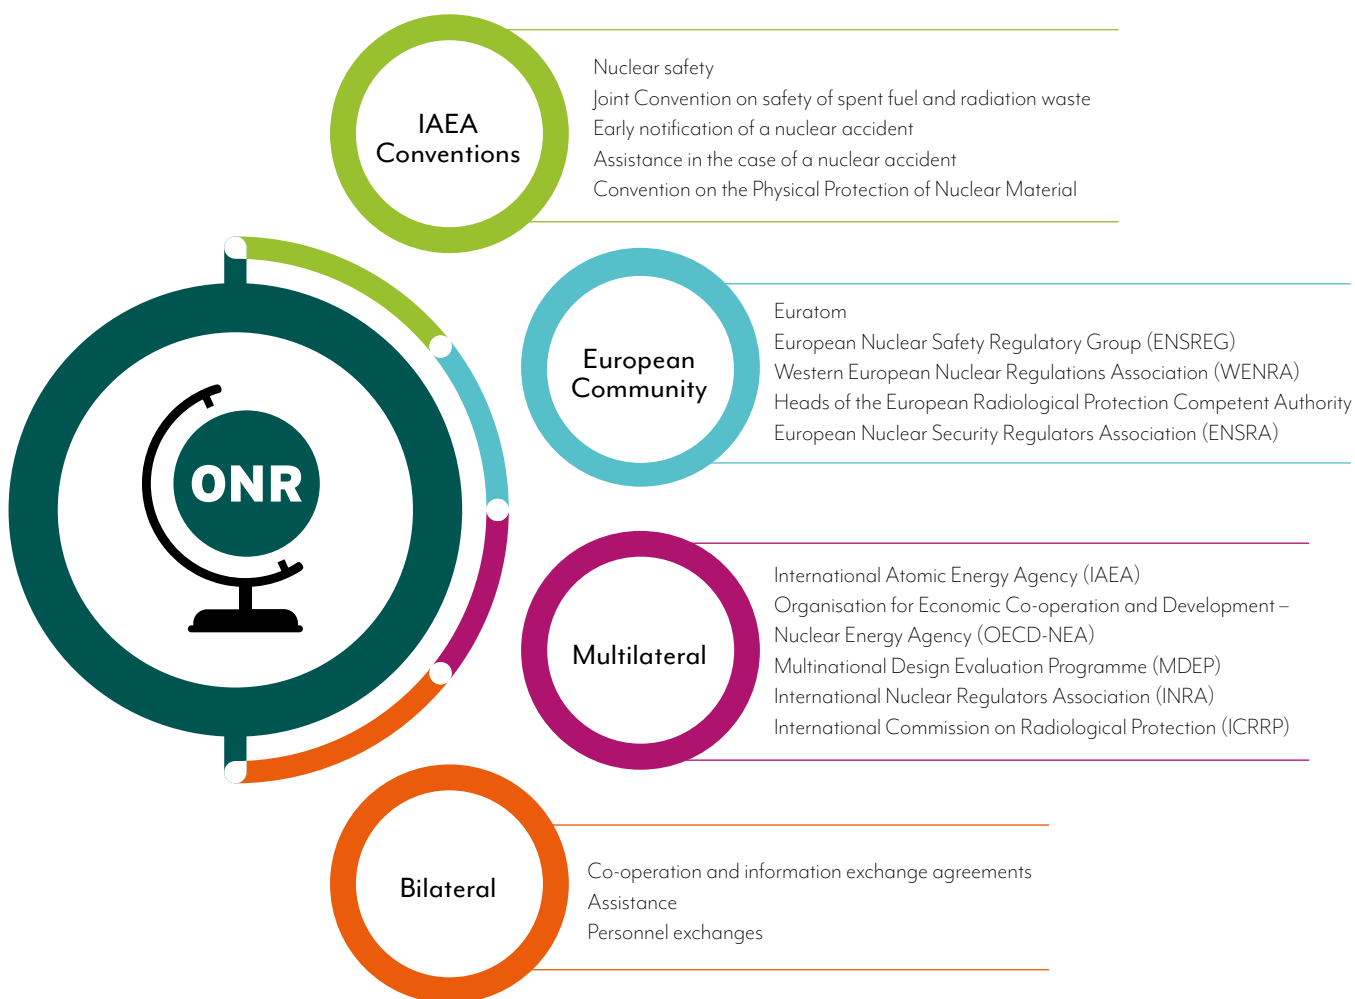 IAEA
Conventions
Nuclear safety
Joint Convention on safety of spent fuel and radiation waste
Early notification of a nuclear accident
Assistance in the case of a nuclear accident
Convention on the Physical Protection of Nuclear Material
European
Community
Euratom
European Nuclear Safety Regulatory Group (ENSREG)
Western European Nuclear Regulations Association (WENRA)
Heads of the European Radiological Protection Competent Authority
European Nuclear Security Regulators Association (ENSRA)
ONR
Multilateral
International Atomic Energy Agency (IAEA)
Organisation for Economic Co-operation and Development –
Nuclear Energy Agency (OECD-NEA)
Multinational Design Evaluation Programme (MDEP)
International Nuclear Regulators Association (INRA)
International Commission on Radiological Protection (ICRRP)
Bilateral
Co-operation and information exchange agreements
Assistance
Personnel exchanges